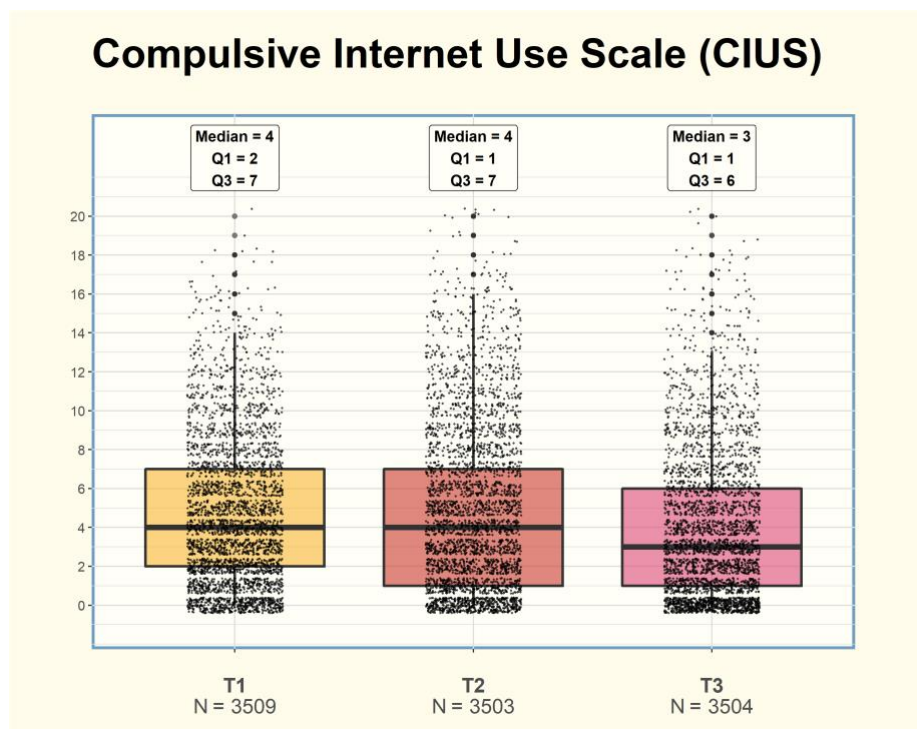 Compulsive Internet Use Scale (CIUS)
Median = 4
Q1 = 2
Q3 = 7
Median = 4
Q1 = 1
Q3 = 7
Median = 3
Q1 = 1
Q3 = 6
20
18
16
14
12
10
8
6
4
2
0
T1
N = 3509
T2
N = 3503
T3
N = 3504